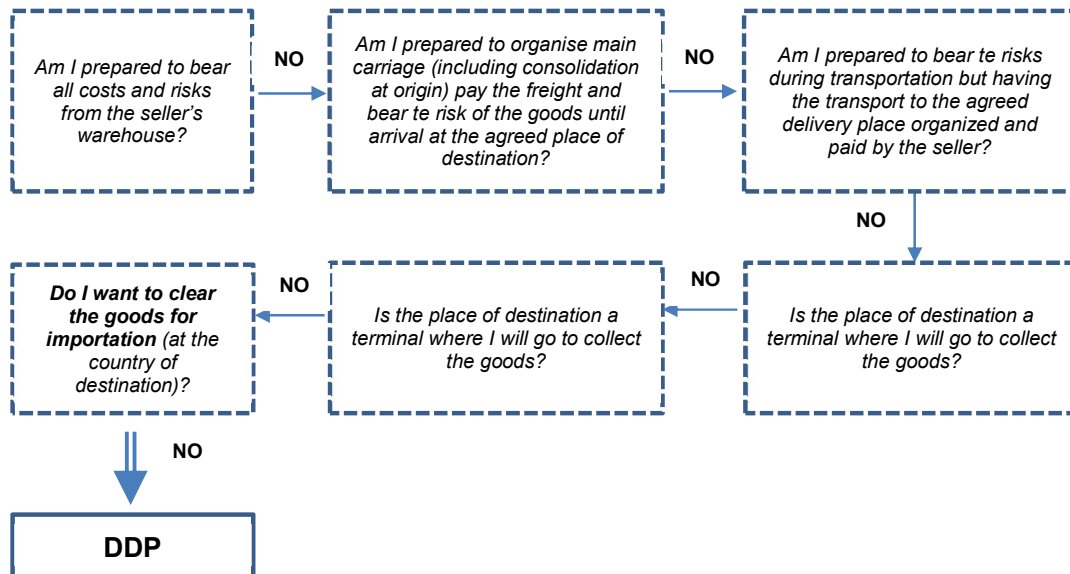 Am I prepared to bear
all costs and risks
from the seller's
warehouse?
NO
Am I prepared to organise main
carriage (including consolidation
at origin) pay the freight and
bear te risk of the goods until
arrival at the agreed place of
destination?
NO
Am I prepared to bear te risks
during transportation but having
the transport to the agreed
delivery place organized and
paid by the seller?
NO
Is the place of destination a
terminal where I will go to collect
the goods?
NO
Is the place of destination a
terminal where I will go to collect
the goods?
NO
Do I want to clear
the goods for
importation (at the
country of
destination)?
NO
DDP